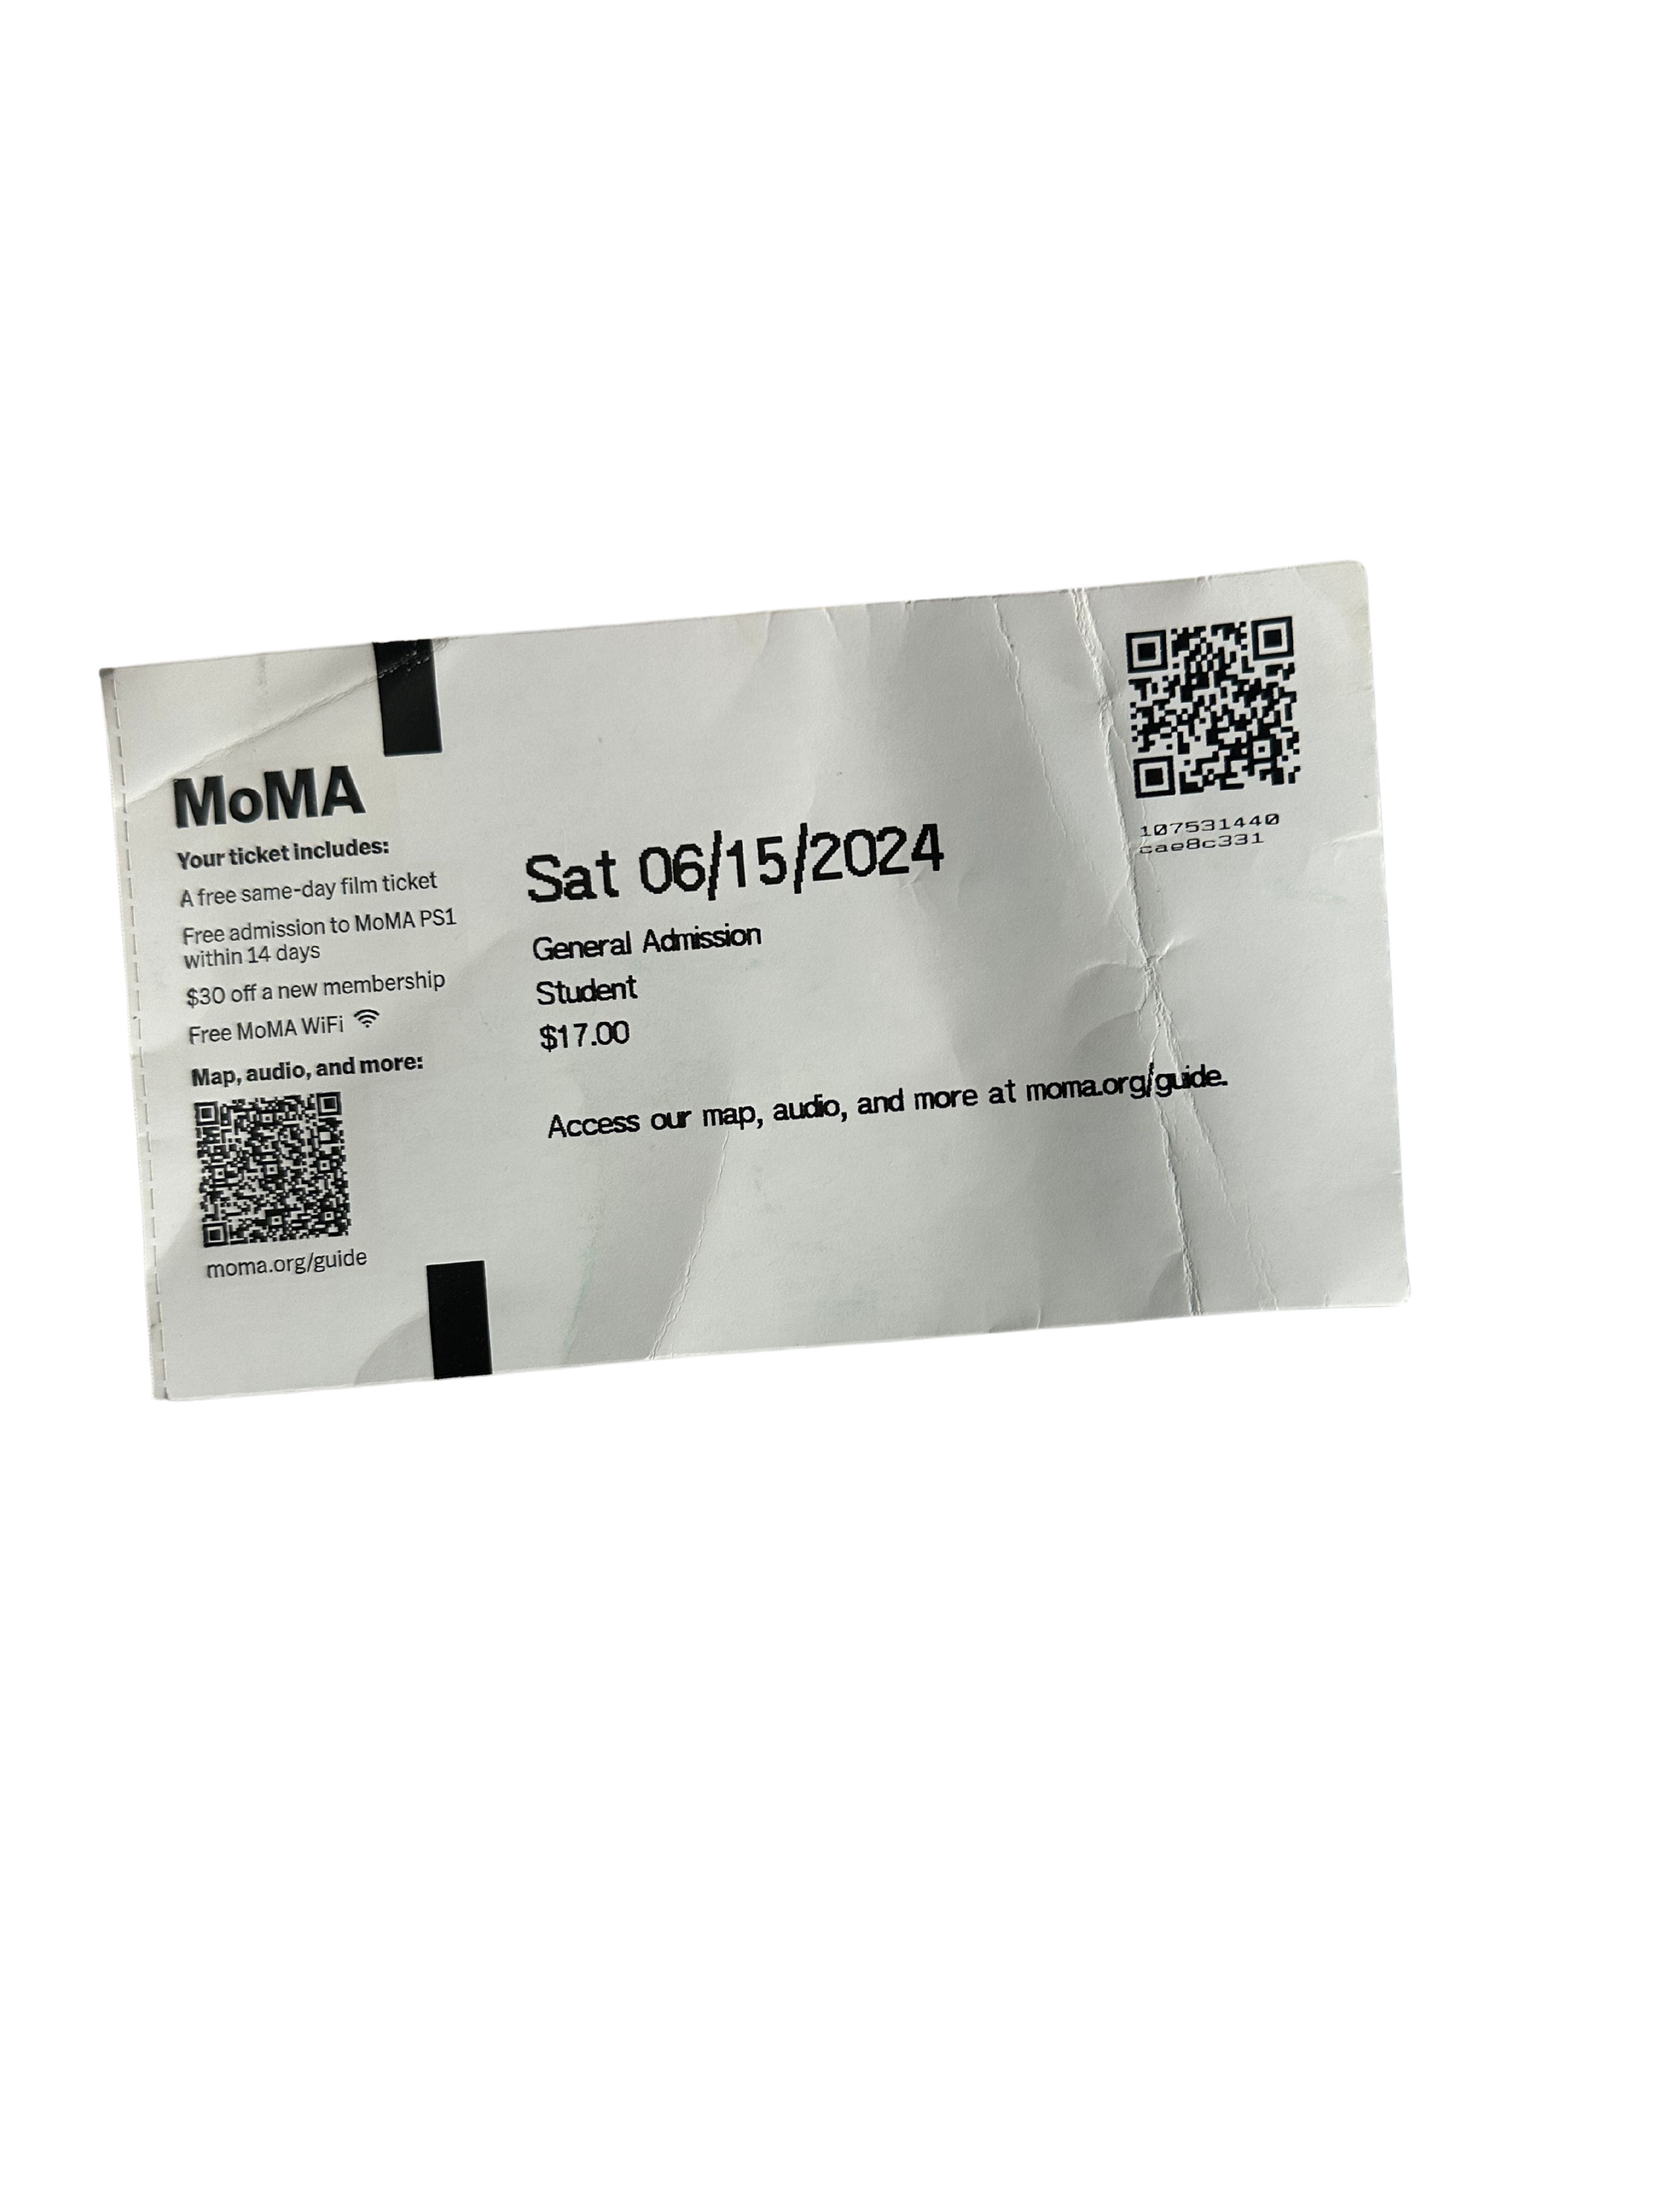 MoMA
Your ticket includes:
A free same-day film ticket
Free admission to MoMA PS1
within 14 days
$30 off a new membership
Free MoMA WiFi
Map, audio, and more:
moma.org/guide
Sat 06/15/2024
General Admission
Student
$17.00
Access our map, audio, and more at moma.org/guide.
107531440
cae8c331